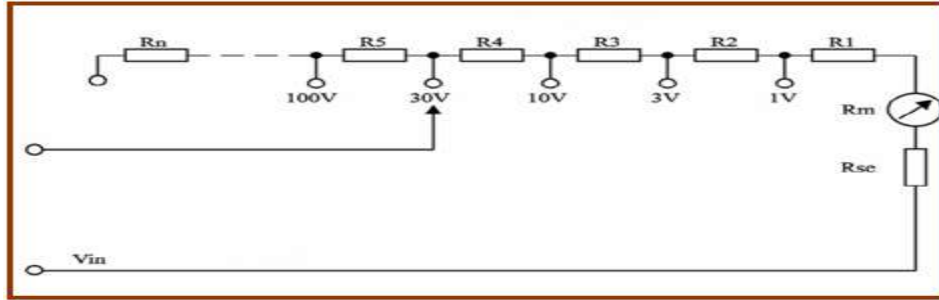 Rn R5 R4 R3 R2 R1
100V 30V 10V 3V 1V
Rm
Rse
Vin